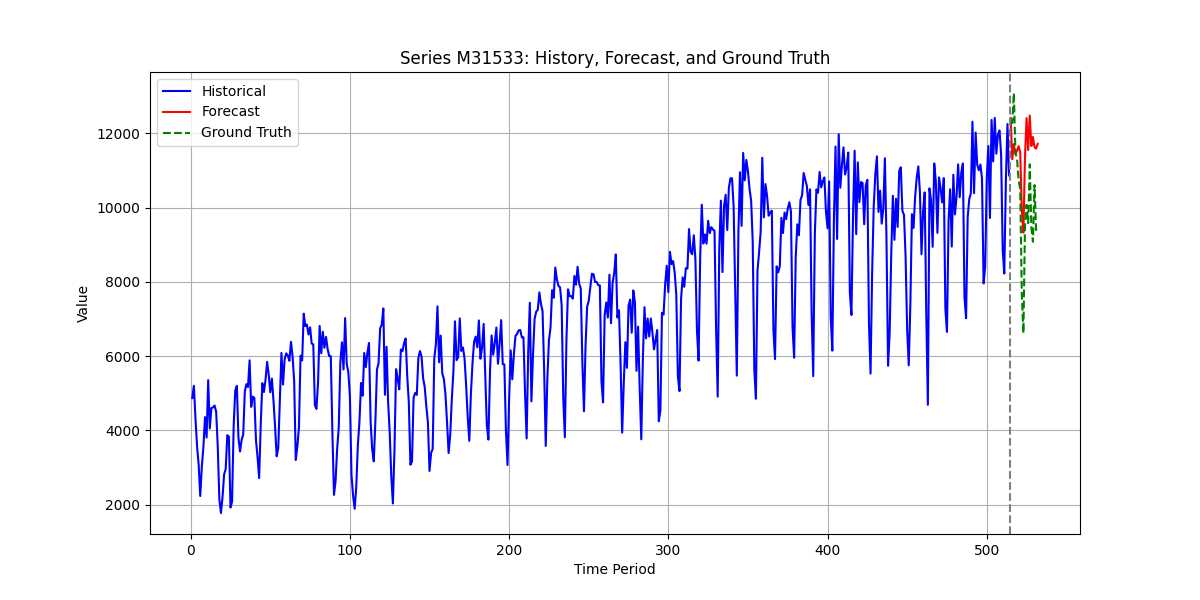 Series M31533: History, Forecast, and Ground Truth
Historical
Forecast
Ground Truth
12000
10000
8000
6000
4000
2000
Value
0 100 200 300 400 500
Time Period